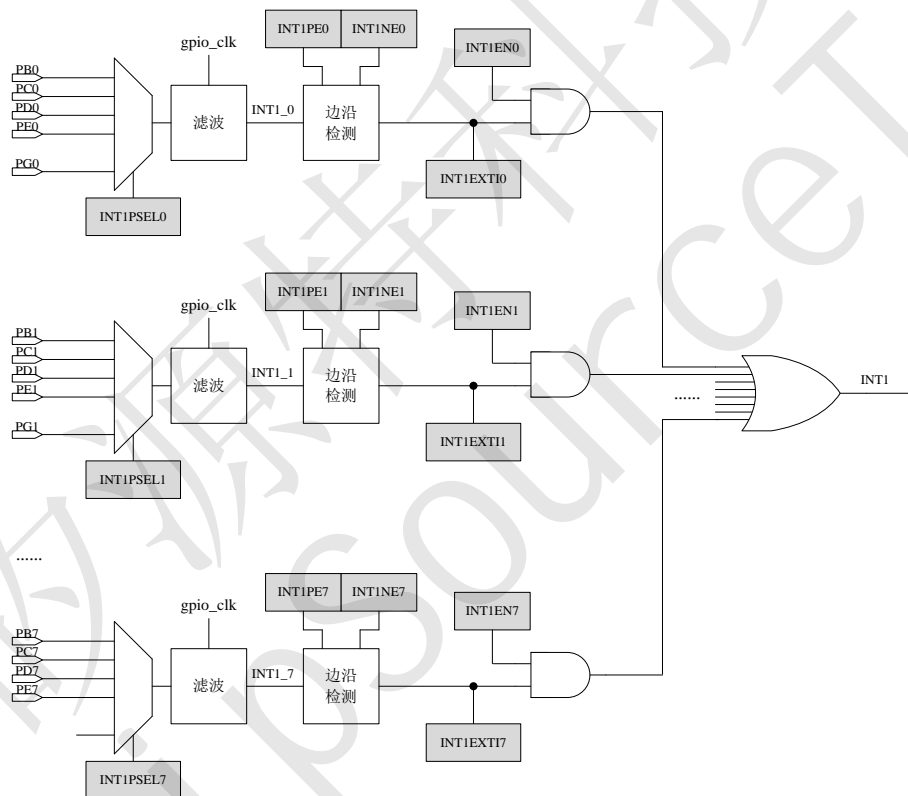 gpio_clk
INT1PE0 INT1NE0
INT1EN0
PB0
PC0
PD0
PE0
PG0
滤波
INT1_0
边沿
检测
INT1EXTI0
INT1PSEL0
gpio_clk
INT1PE1 INT1NE1
INT1EN1
PB1
PC1
PD1
PE1
PG1
滤波
INT1_1
边沿
检测
INT1EXTI1
INT1PSEL1
......
INT1
......
gpio_clk
INT1PE7 INT1NE7
INT1EN7
PB7
PC7
PD7
PE7
滤波
INT1_7
边沿
检测
INT1EXTI7
INT1PSEL7